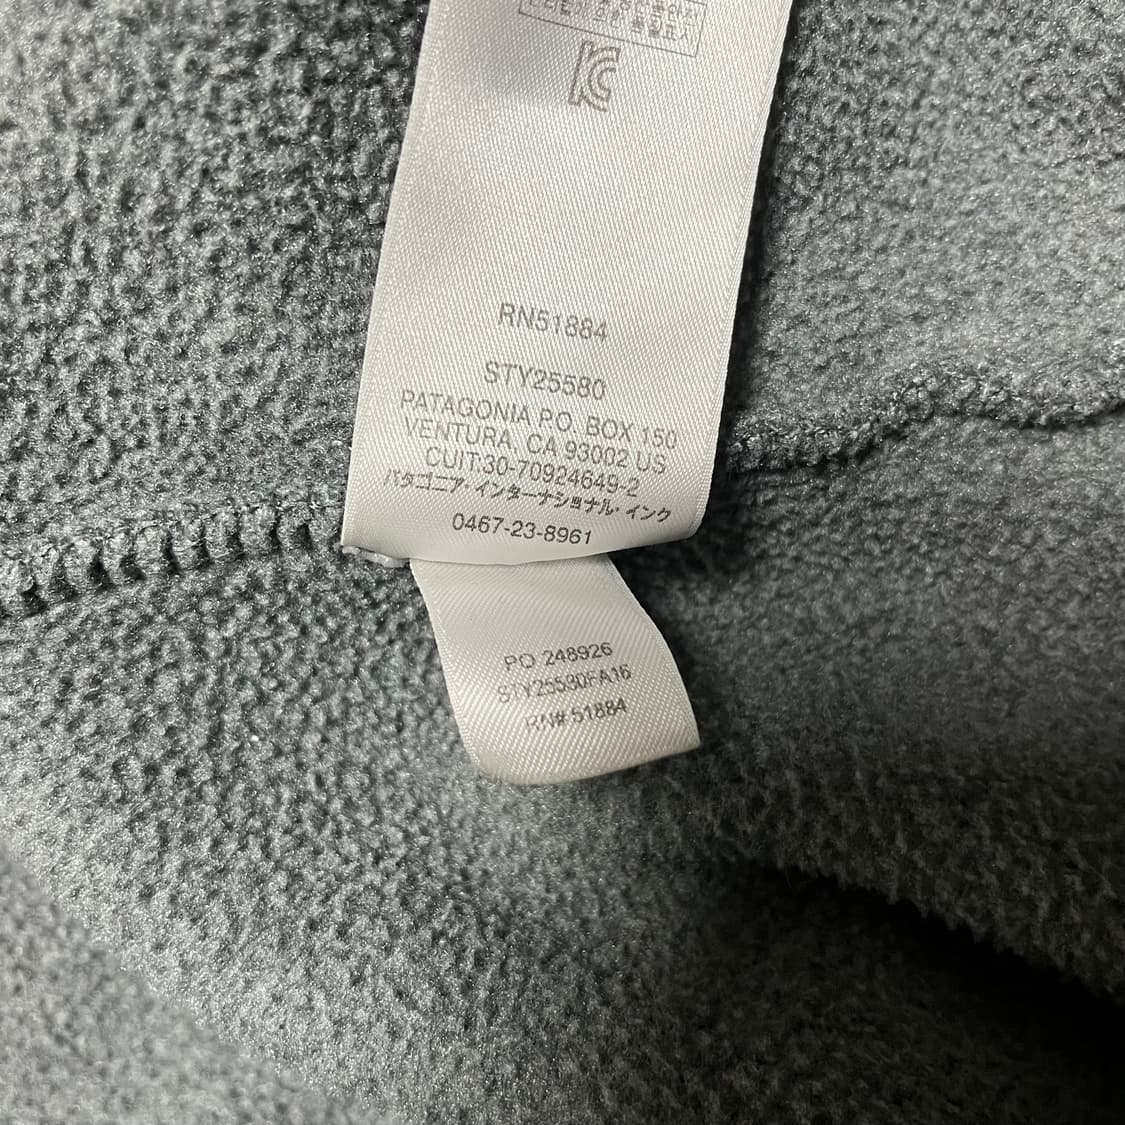 KC
RN51884
STY25580
PATAGONIA P.O. BOX 150
VENTURA, CA 93002 US
CUIT:30-70924649-2
パタゴニア・インターナショナル・インク
0467-23-8961
PO 248926
STY25580FA16
RN# 51884